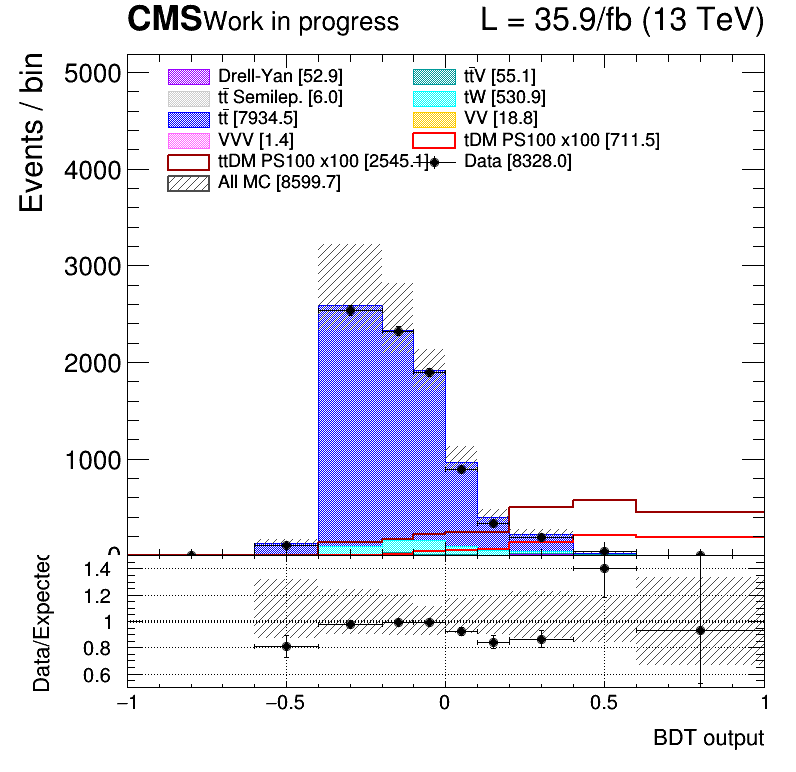 CMS Work in progress L = 35.9/fb (13 TeV)
Events / bin
5000
4000
3000
2000
1000
0
Drell-Yan [52.9] tt̄V [55.1]
tt̄ Semilep. [6.0] tW [530.9]
tt̄ [7934.5] VV [18.8]
VVV [1.4] tDM PS100 x100 [711.5]
ttDM PS100 x100 [2545.1] Data [8328.0]
All MC [8599.7]
Data/Expected
1.4
1.2
1
0.8
0.6
−1 −0.5 0 0.5 1
BDT output